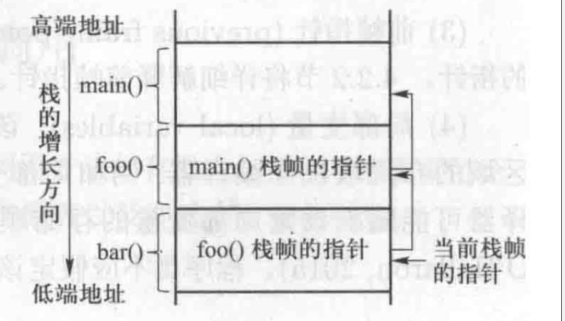 高端地址
栈的增长方向
main()
foo()
main() 栈帧的指针
bar()
foo() 栈帧的指针
当前栈帧
的指针
低端地址